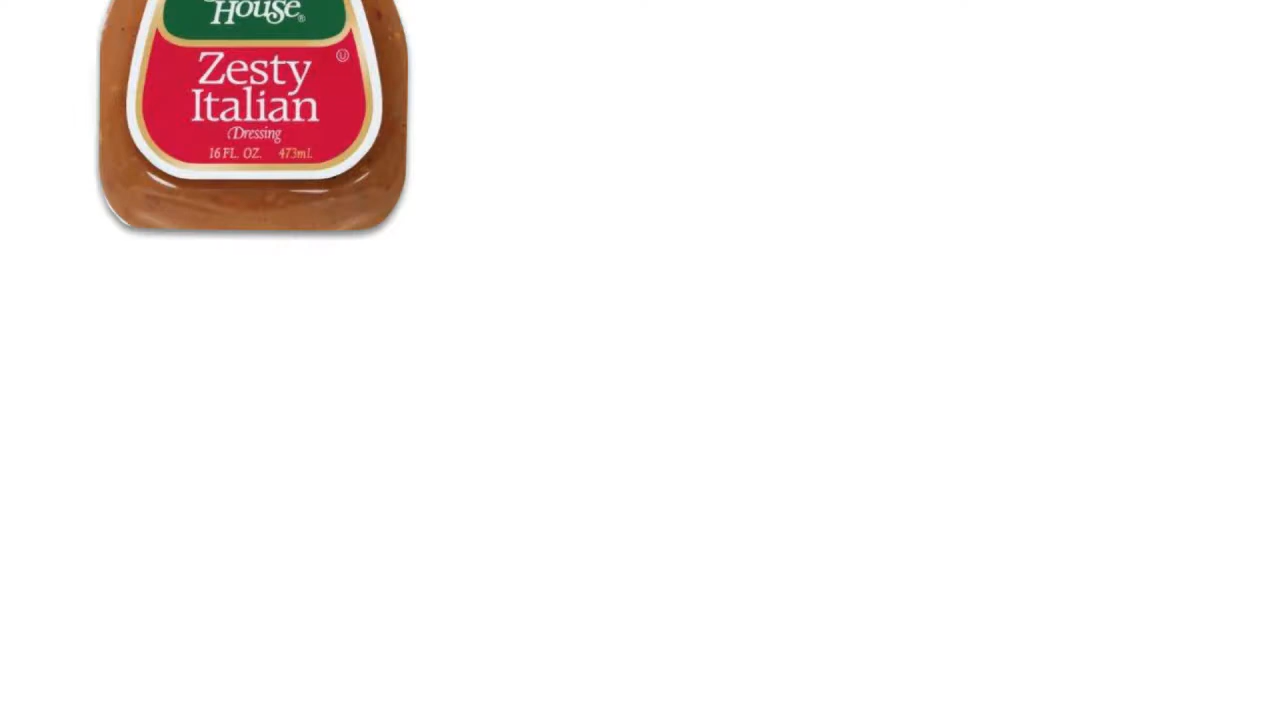 House®
Zesty
Italian
Dressing
16 FL. OZ. 473mL